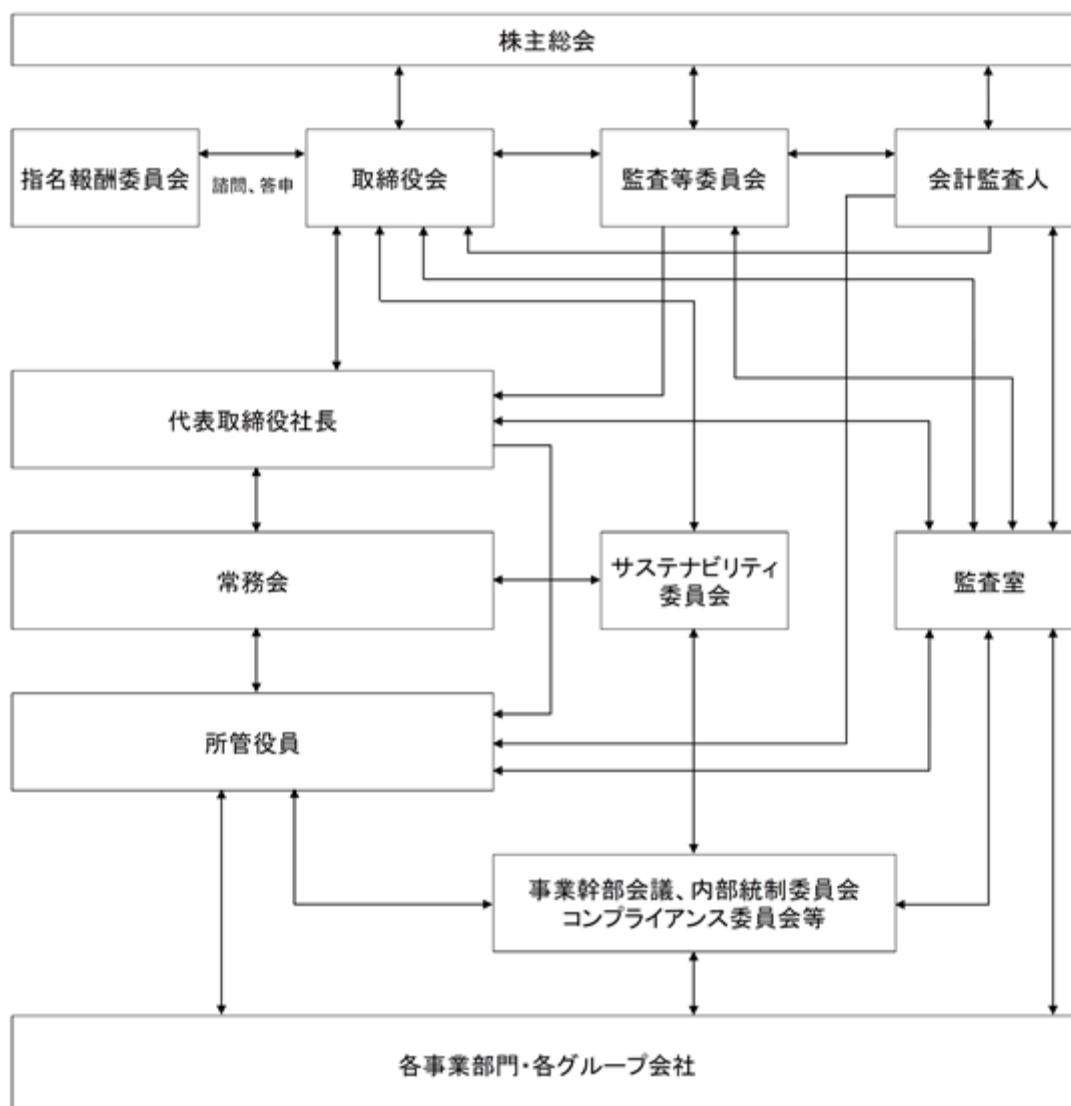 株主総会
指名報酬委員会
諮問、答申
取締役会
監査等委員会
会計監査人
代表取締役社長
常務会
サステナビリティ
委員会
監査室
所管役員
事業幹部会議、内部統制委員会
コンプライアンス委員会等
各事業部門・各グループ会社